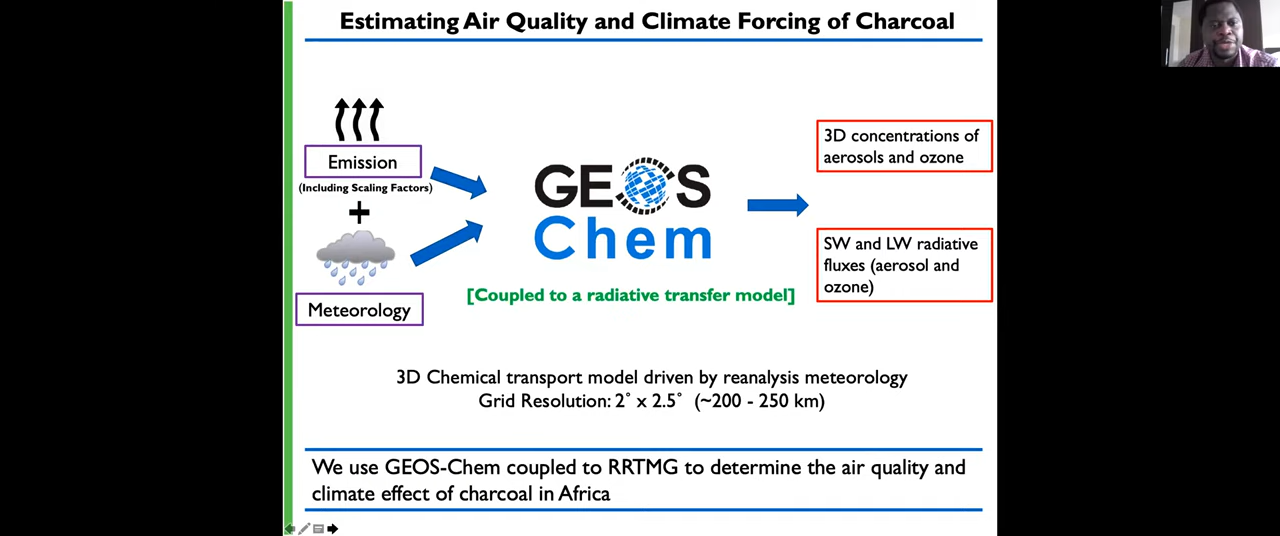 Estimating Air Quality and Climate Forcing of Charcoal
Emission
(Including Scaling Factors)
+
Meteorology
GEOS
Chem
[Coupled to a radiative transfer model]
3D concentrations of
aerosols and ozone
SW and LW radiative
fluxes (aerosol and
ozone)
3D Chemical transport model driven by reanalysis meteorology
Grid Resolution: 2˚ x 2.5˚ (~200 - 250 km)
We use GEOS-Chem coupled to RRTMG to determine the air quality and
climate effect of charcoal in Africa